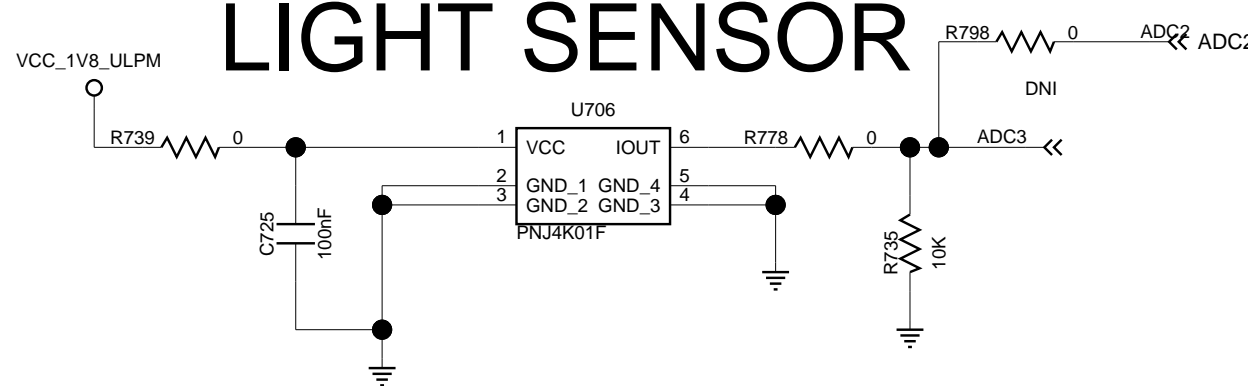 LIGHT SENSOR
R798 0 ADC2 ADC2
VCC_1V8_ULPM
DNI
U706
R739 0 1 VCC IOUT 6 R778 0 ADC3
2 GND_1 GND_4 5
3 GND_2 GND_3 4
PNJ4K01F
C725 100nF
R735 10K